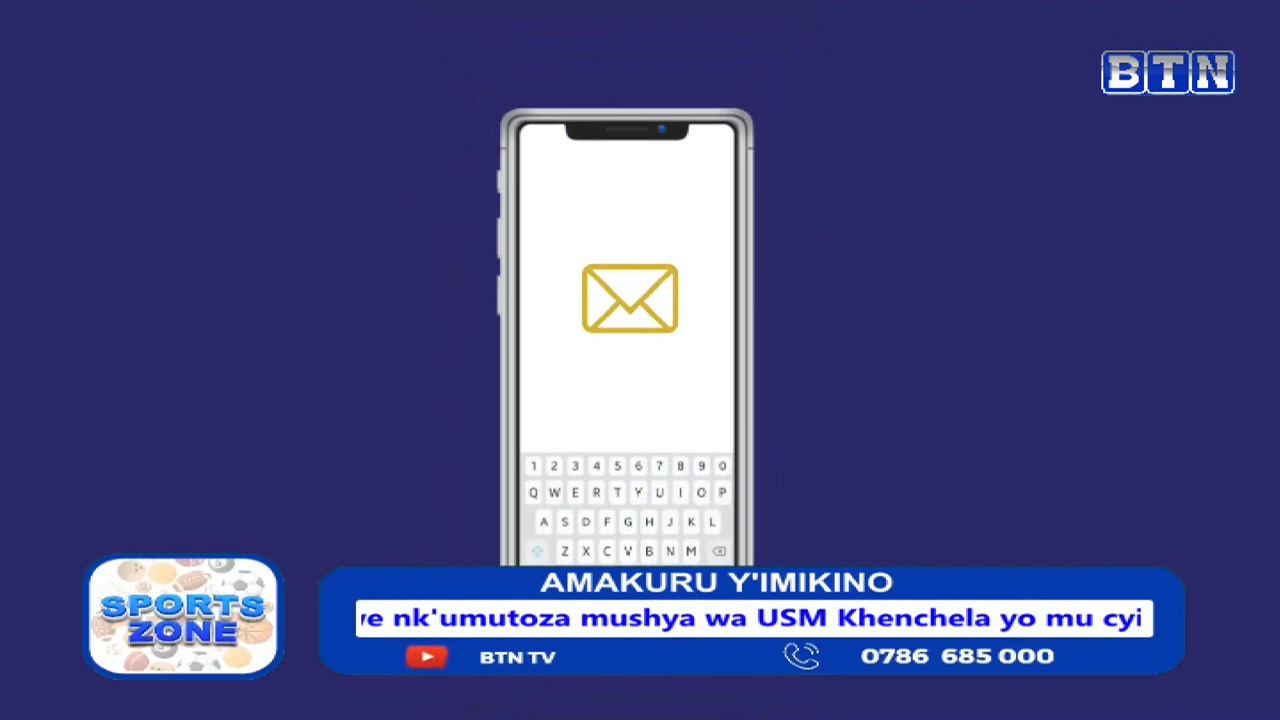 BTN
1 2 3 4 5 6 7 8 9 0
Q W E R T Y U I O P
A S D F G H J K L
Z X C V B N M
SPORTS
ZONE
AMAKURU Y'IMIKINO
nk'umutoza mushya wa USM Khenchela yo mu cyi
BTN TV
0786 685 000